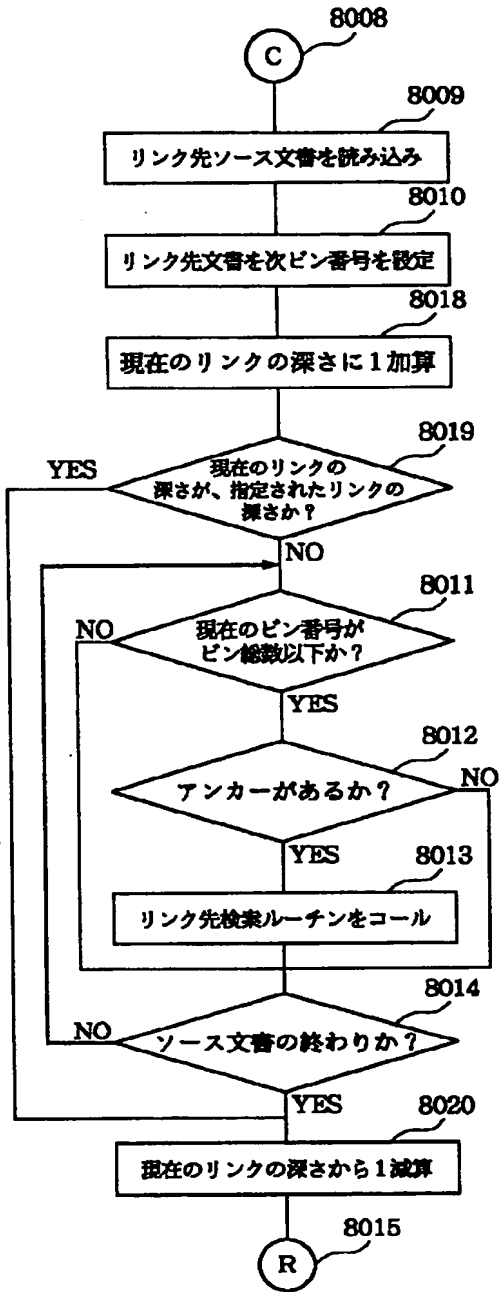 8008
C
8009
リンク先ソース文書を読み込み
8010
リンク先文書を次ビン番号を設定
8018
現在のリンクの深さに1加算
8019
YES
現在のリンクの
深さが、指定されたリンクの
深さか?
NO
8011
NO
現在のビン番号が
ビン総数以下か?
YES
8012
アンカーがあるか?
NO
YES
8013
リンク先検案ルーチンをコール
8014
NO
ソース文書の終わりか?
YES
8020
現在のリンクの深さから1減算
8015
R